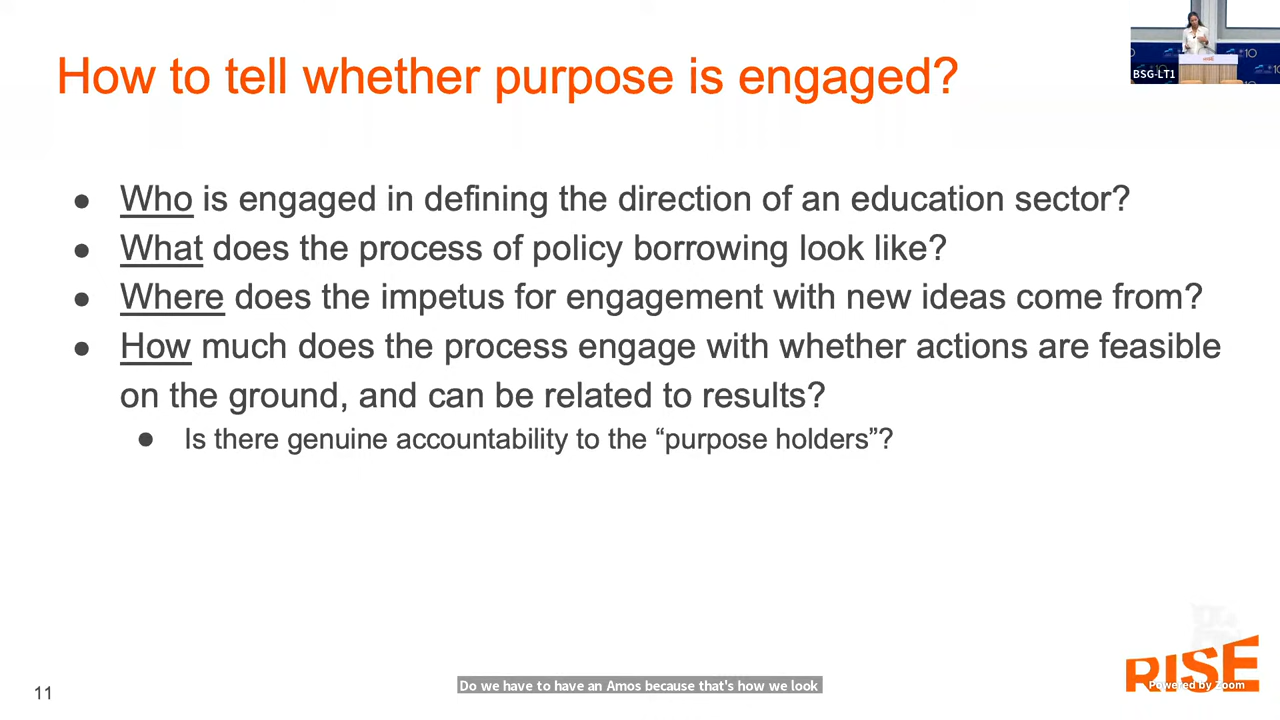 How to tell whether purpose is engaged?
BSG-LT1
Who is engaged in defining the direction of an education sector?
What does the process of policy borrowing look like?
Where does the impetus for engagement with new ideas come from?
How much does the process engage with whether actions are feasible
on the ground, and can be related to results?
Is there genuine accountability to the “purpose holders”?
RISE
Powered by Zoom
11
Do we have to have an Amos because that's how we look